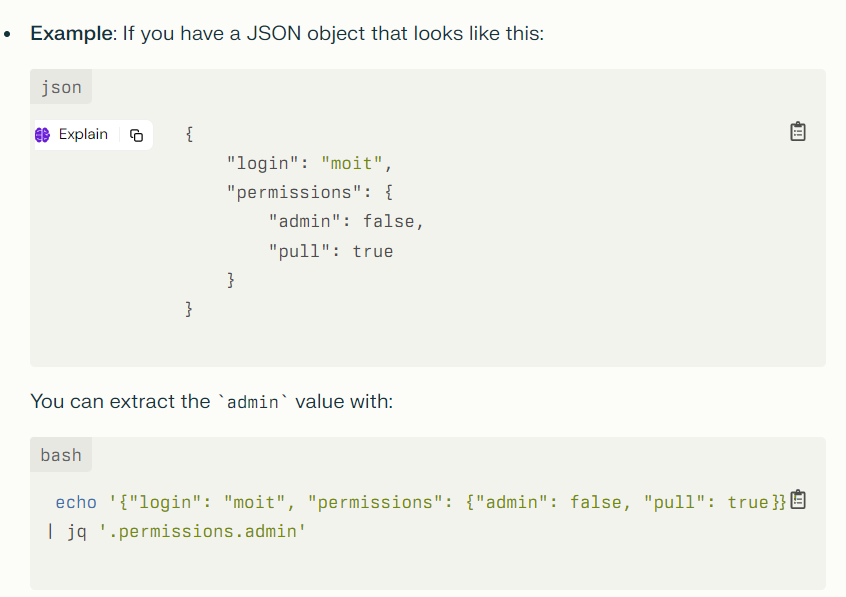 Example: If you have a JSON object that looks like this:
json
Explain
{
"login": "moit",
"permissions": {
"admin": false,
"pull": true
}
}
You can extract the `admin` value with:
bash
echo '{"login": "moit", "permissions": {"admin": false, "pull": true}}'
| jq '.permissions.admin'